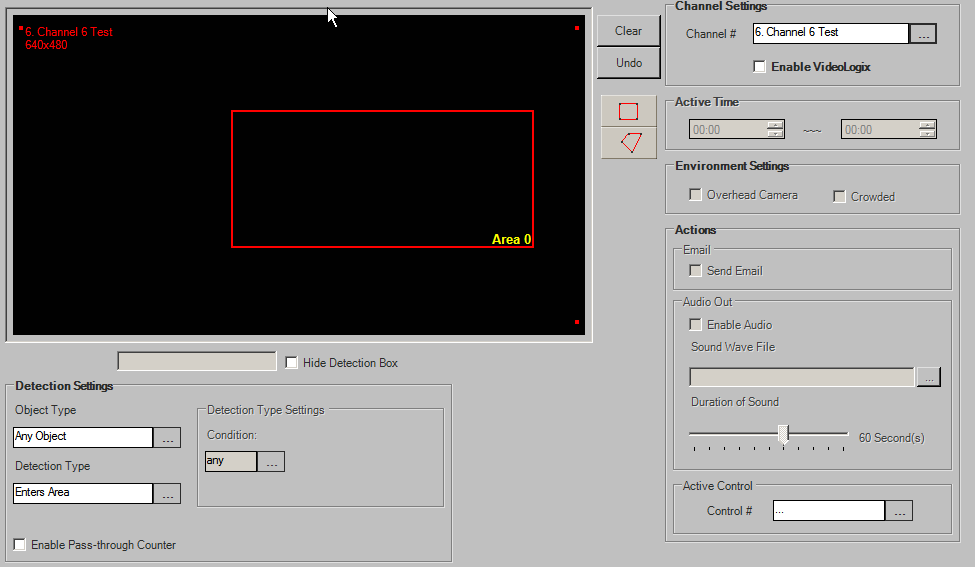 6. Channel 6 Test
640x480
Area 0
Clear
Undo
Hide Detection Box
Detection Settings
Object Type
Any Object
...
Detection Type
Enters Area
...
Detection Type Settings
Condition:
any
...
Enable Pass-through Counter
Channel Settings
Channel #
6. Channel 6 Test
...
Enable VideoLogix
Active Time
00:00
~~~
00:00
Environment Settings
Overhead Camera
Crowded
Actions
Email
Send Email
Audio Out
Enable Audio
Sound Wave File
...
Duration of Sound
60 Second(s)
Active Control
Control #
...
...